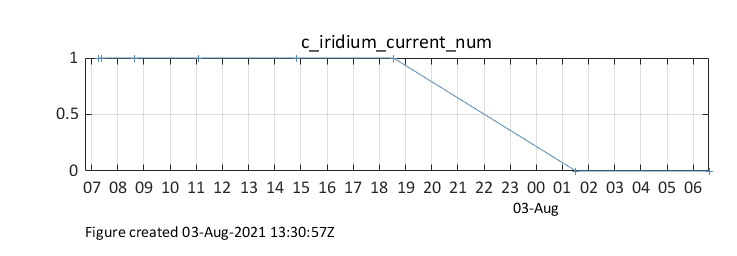 c_iridium_current_num
1
0.5
0
07 08 09 10 11 12 13 14 15 16 17 18 19 20 21 22 23 00 01 02 03 04 05 06
03-Aug
Figure created 03-Aug-2021 13:30:57Z